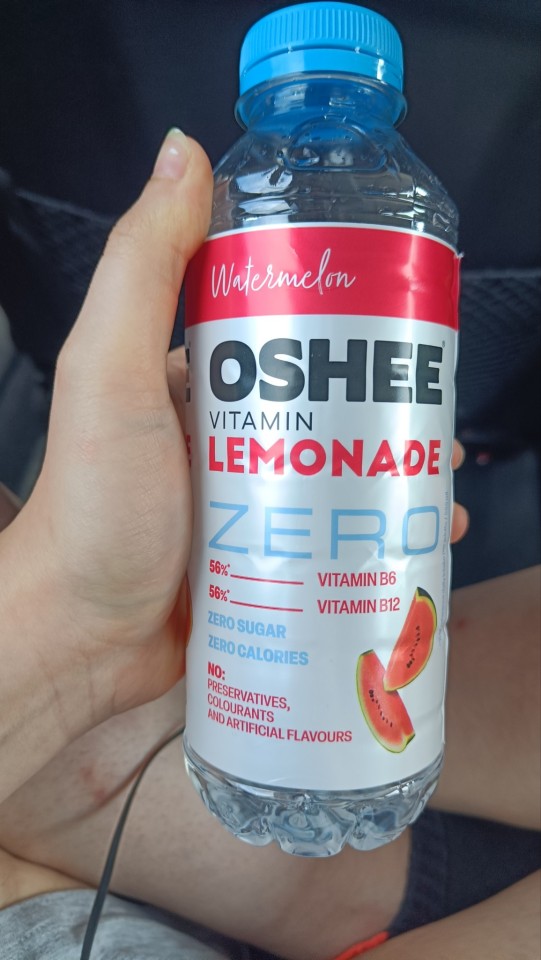 Watermelon
OSHEE
VITAMIN
LEMONADE
ZERO
56%* VITAMIN B6
56%* VITAMIN B12
ZERO SUGAR
ZERO CALORIES
NO:
PRESERVATIVES,
COLOURANTS
AND ARTIFICIAL FLAVOURS